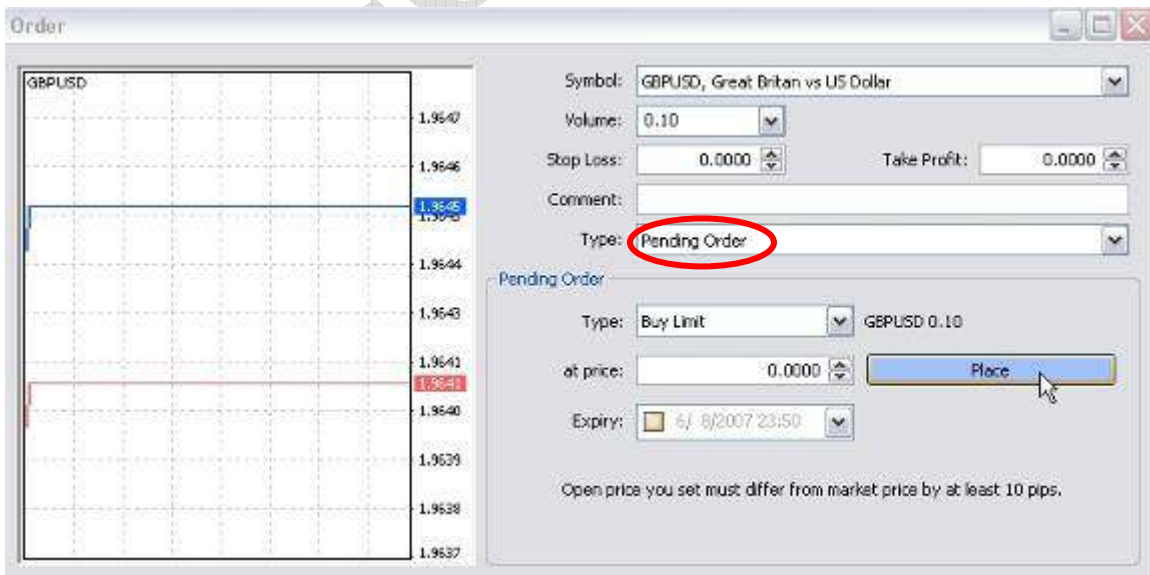 Order
GBPUSD
1.9647
1.9646
1.9645
1.9644
1.9643
1.9641
1.9641
1.9640
1.9639
1.9638
1.9637
Symbol: GBPUSD, Great Britan vs US Dollar
Volume: 0.10
Stop Loss: 0.0000 Take Profit: 0.0000
Comment:
Type: Pending Order
Pending Order
Type: Buy Limit GBPUSD 0.10
at price: 0.0000 Place
Expiry: 6/ 8/2007 23:50
Open price you set must differ from market price by at least 10 pips.